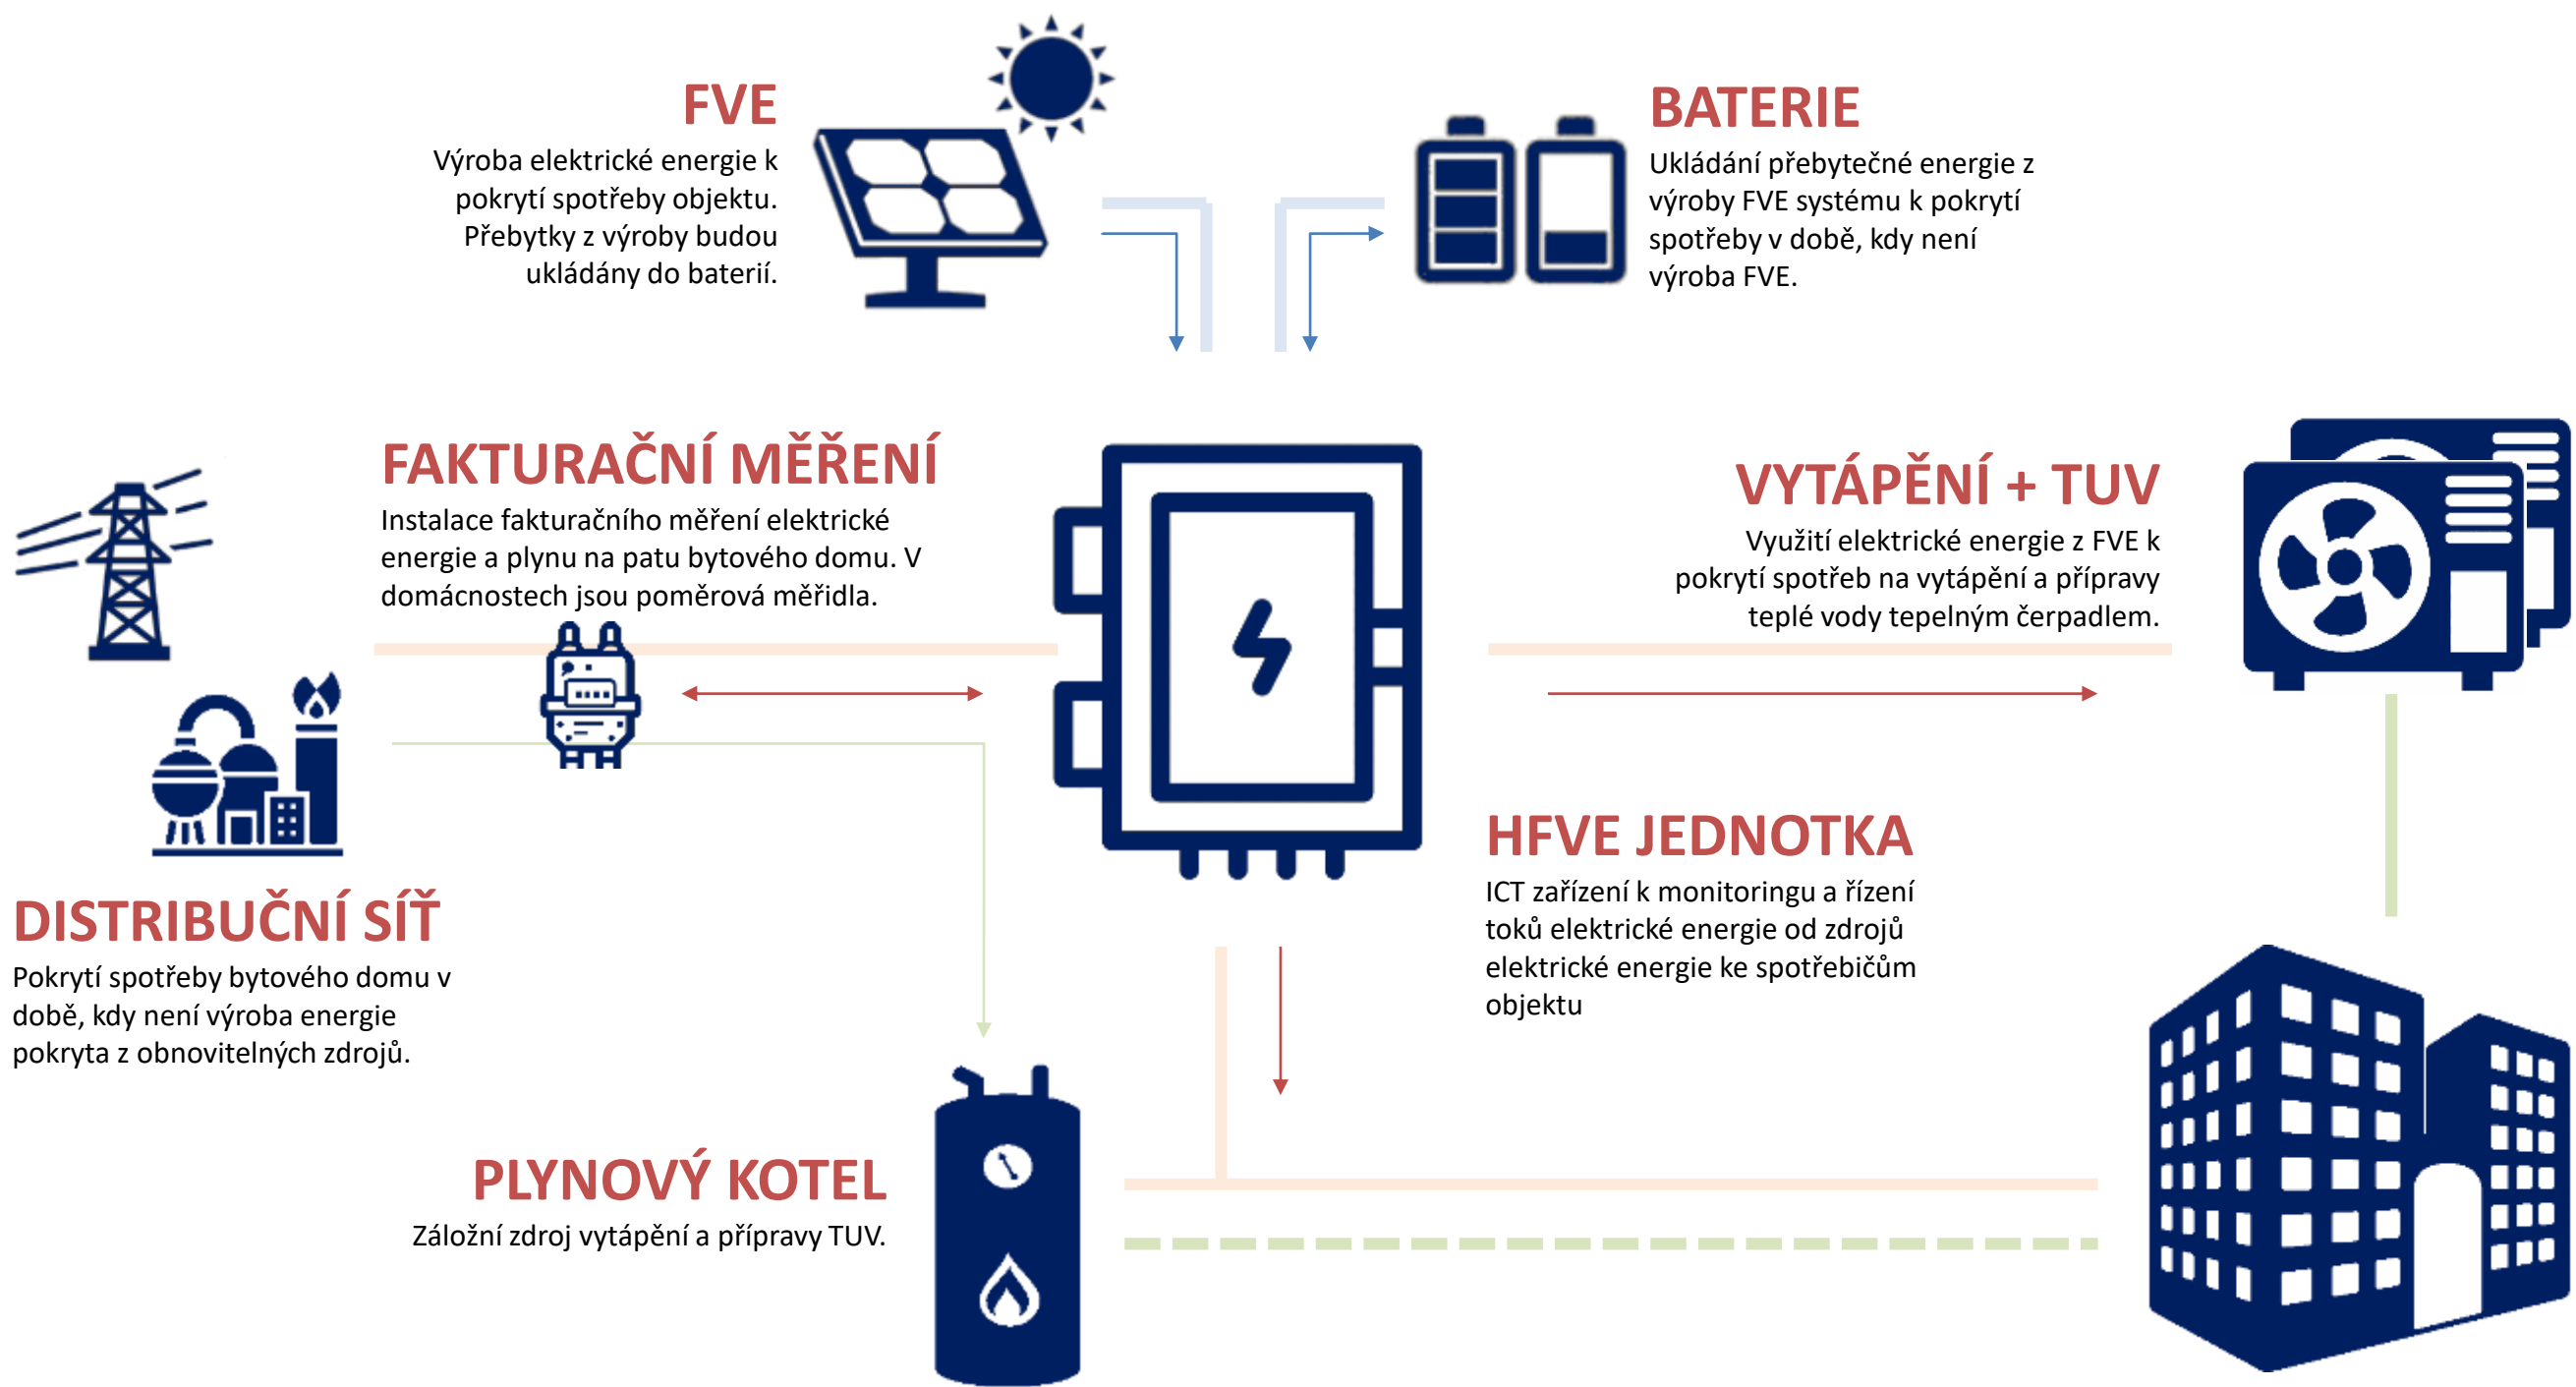 FVE
Výroba elektrické energie k
pokrytí spotřeby objektu.
Přebytky z výroby budou
ukládány do baterií.
BATERIE
Ukládání přebytečné energie z
výroby FVE systému k pokrytí
spotřeby v době, kdy není
výroba FVE.
FAKTURAČNÍ MĚŘENÍ
Instalace fakturačního měření elektrické
energie a plynu na patu bytového domu. V
domácnostech jsou poměrová měřidla.
VYTÁPĚNÍ + TUV
Využití elektrické energie z FVE k
pokrytí spotřeb na vytápění a přípravy
teplé vody tepelným čerpadlem.
HFVE JEDNOTKA
ICT zařízení k monitoringu a řízení
toků elektrické energie od zdrojů
elektrické energie ke spotřebičům
objektu
DISTRIBUČNÍ SÍŤ
Pokrytí spotřeby bytového domu v
době, kdy není výroba energie
pokryta z obnovitelných zdrojů.
PLYNOVÝ KOTEL
Záložní zdroj vytápění a přípravy TUV.